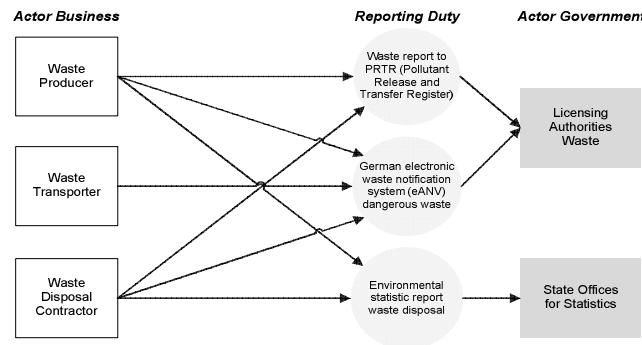 Actor Business
Reporting Duty
Actor Government
Waste
Producer
Waste report to
PRTR (Pollutant
Release and
Transfer Register)
Licensing
Authorities
Waste
Waste
Transporter
German electronic
waste notification
system (eANV)
dangerous waste
Waste
Disposal
Contractor
Environmental
statistic report
waste disposal
State Offices
for Statistics